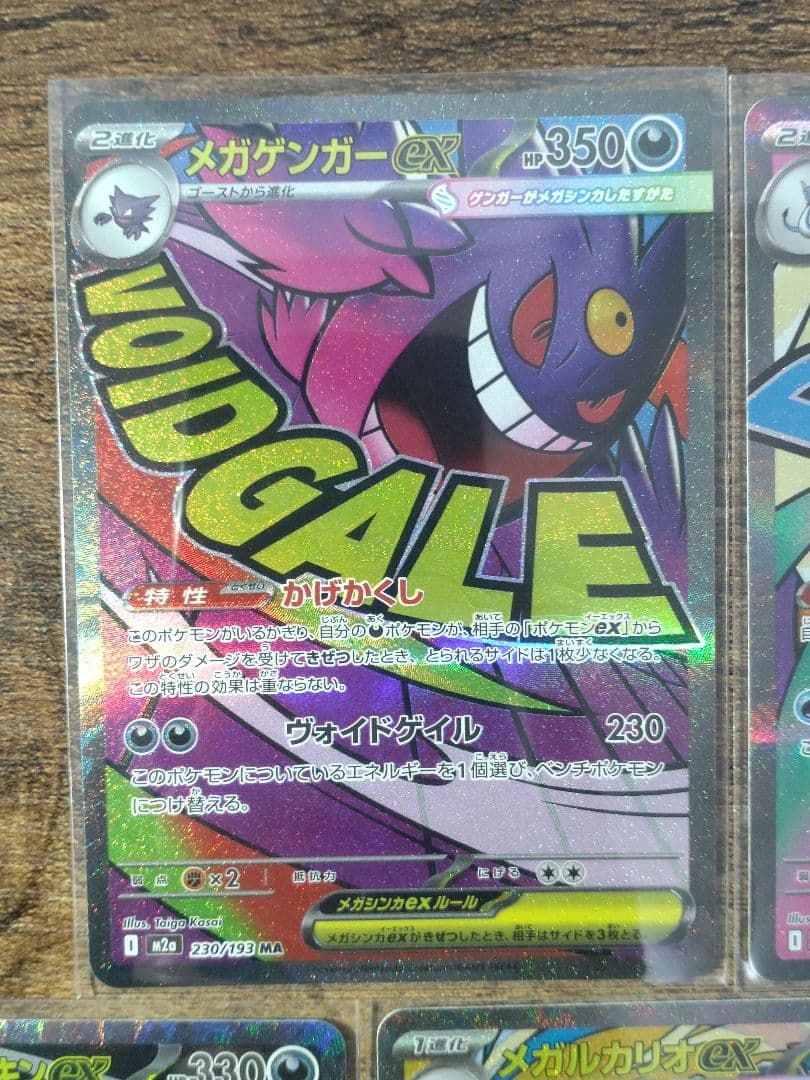 2進化
メガゲンガーex
HP350
ゴーストから進化
ゲンガーがメガシンカしたすがた
VOIDGALE
特性 とくせい かげかくし
このポケモンがいるかぎり、自分のポケモンが、相手の「ポケモンex」から
ワザのダメージを受けてきぜつしたとき、とられるサイドは1枚少なくなる。
この特性の効果は重ならない。
ヴォイドゲイル 230
このポケモンについているエネルギーを1個選び、ベンチポケモン
につけ替える。
弱点 ×2 抵抗力 にげる
メガシンカexルール
メガシンカexがきぜつしたとき、相手はサイドを3枚とる
Illus. Taiga Kasai
I m2a 230/193 MA
2進
キンex 330
1進化 メガルカリオex